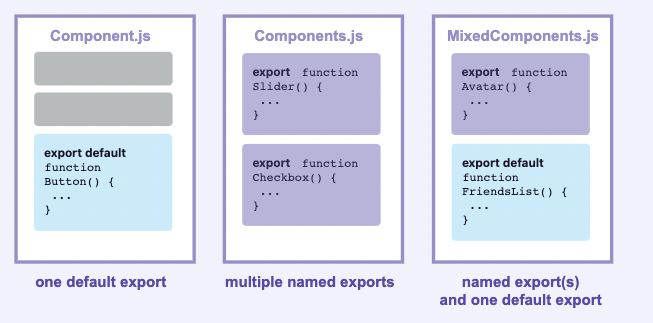 Component.js
export default
function
Button() {
...
}
one default export
Components.js
export function
Slider() {
...
}
export function
Checkbox() {
...
}
multiple named exports
MixedComponents.js
export function
Avatar() {
...
}
export default
function
FriendsList() {
...
}
named export(s)
and one default export